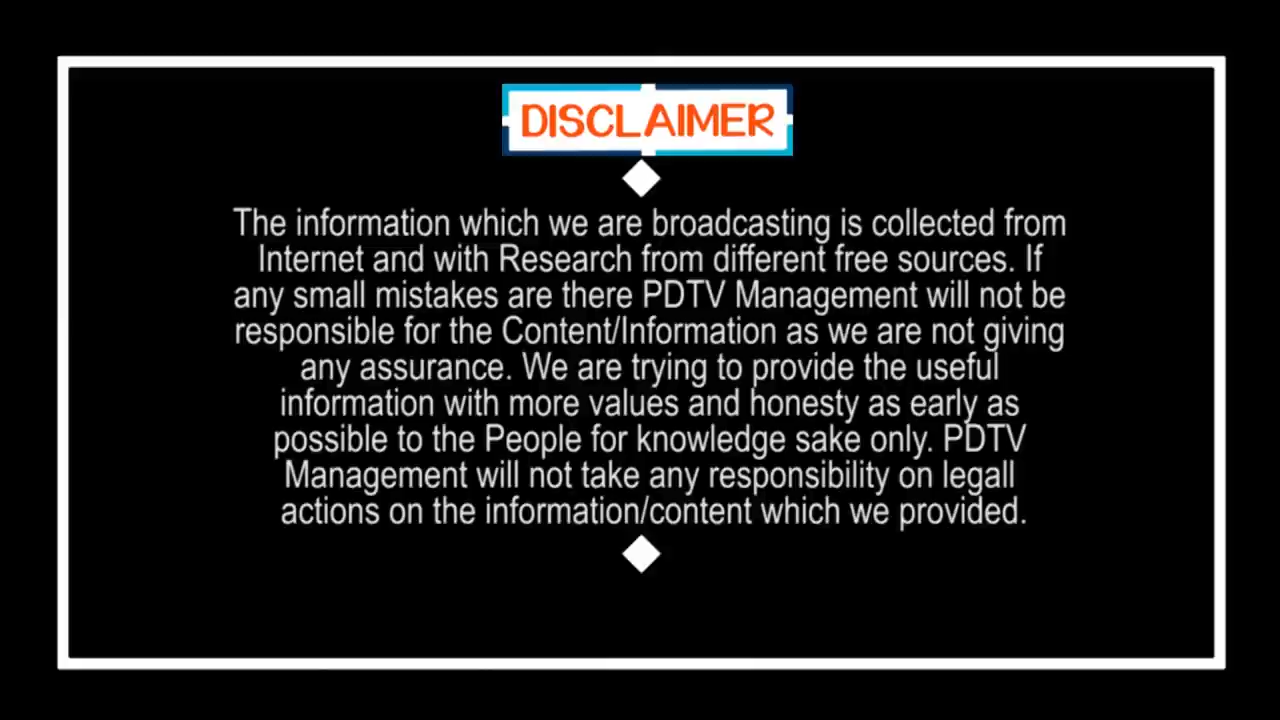 DISCLAIMER
The information which we are broadcasting is collected from
Internet and with Research from different free sources. If
any small mistakes are there PDTV Management will not be
responsible for the Content/Information as we are not giving
any assurance. We are trying to provide the useful
information with more values and honesty as early as
possible to the People for knowledge sake only. PDTV
Management will not take any responsibility on legall
actions on the information/content which we provided.